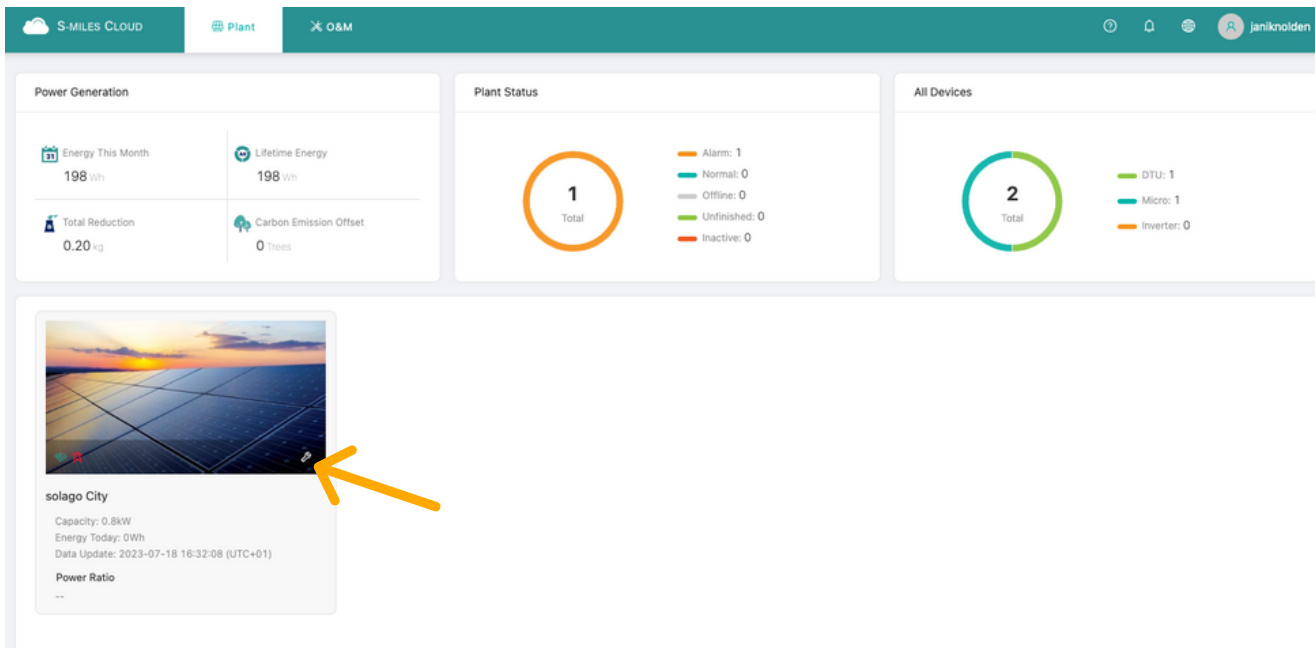 S-MILES CLOUD
Plant
O&M
janiknolden
Power Generation
31 Energy This Month
198 Wh
Lifetime Energy
198 Wh
Total Reduction
0.20 kg
Carbon Emission Offset
0 Trees
Plant Status
1
Total
Alarm: 1
Normal: 0
Offline: 0
Unfinished: 0
Inactive: 0
All Devices
2
Total
DTU: 1
Micro: 1
Inverter: 0
solago City
Capacity: 0.8kW
Energy Today: 0Wh
Data Update: 2023-07-18 16:32:08 (UTC+01)
Power Ratio
--